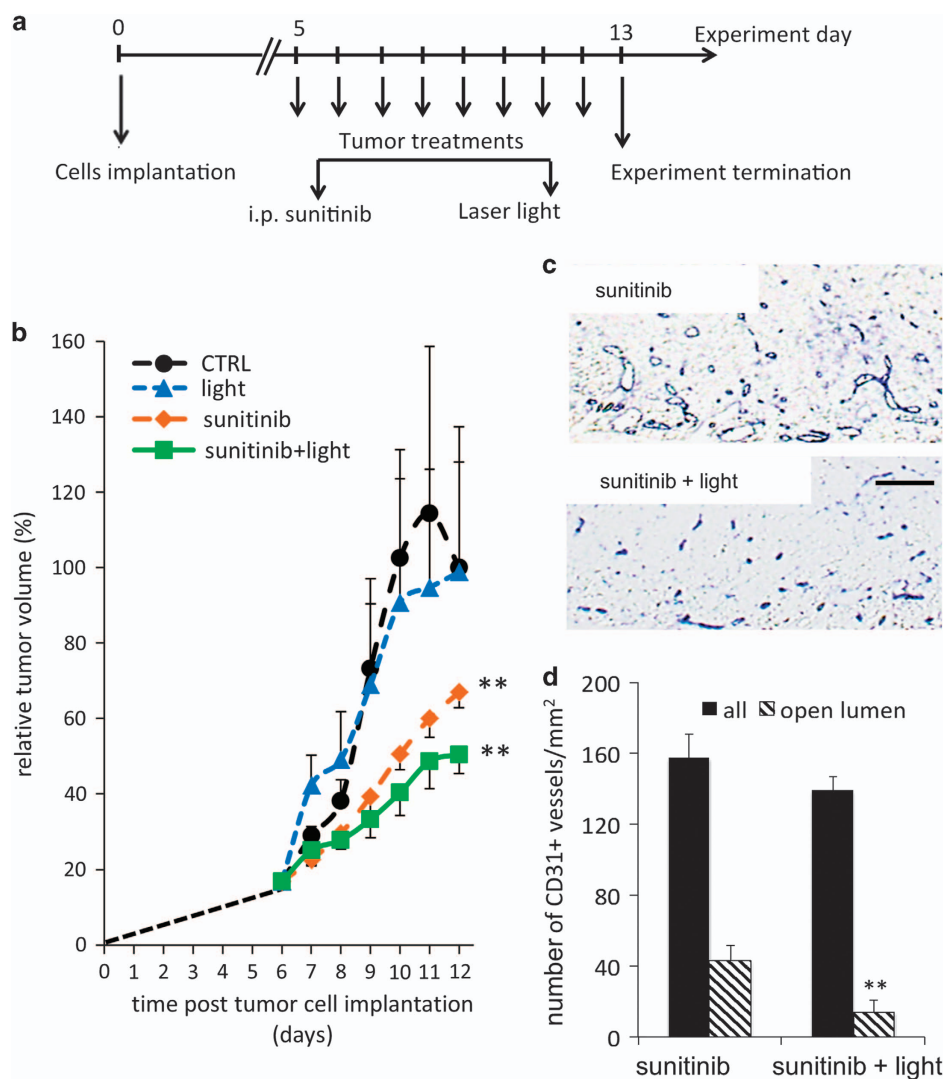 a
0
5
13
Experiment day
Tumor treatments
Cells implantation
Experiment termination
i.p. sunitinib
Laser light
b
160
140
120
100
80
60
40
20
0
relative tumor volume (%)
CTRL
light
sunitinib
sunitinib+light
**
**
0 1 2 3 4 5 6 7 8 9 10 11 12
time post tumor cell implantation
(days)
c
sunitinib
sunitinib + light
d
200
160
120
80
40
0
number of CD31+ vessels/mm²
all
open lumen
**
sunitinib
sunitinib + light